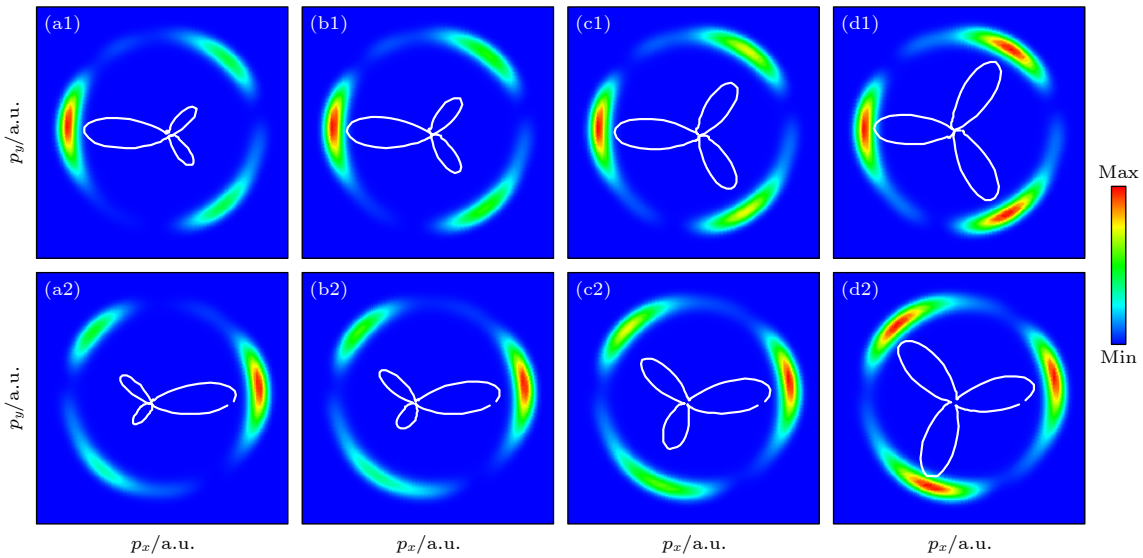 (a1) (b1) (c1) (d1)
p_y/a.u.
Max
Min
(a2) (b2) (c2) (d2)
p_y/a.u.
p_x/a.u. p_x/a.u. p_x/a.u. p_x/a.u.